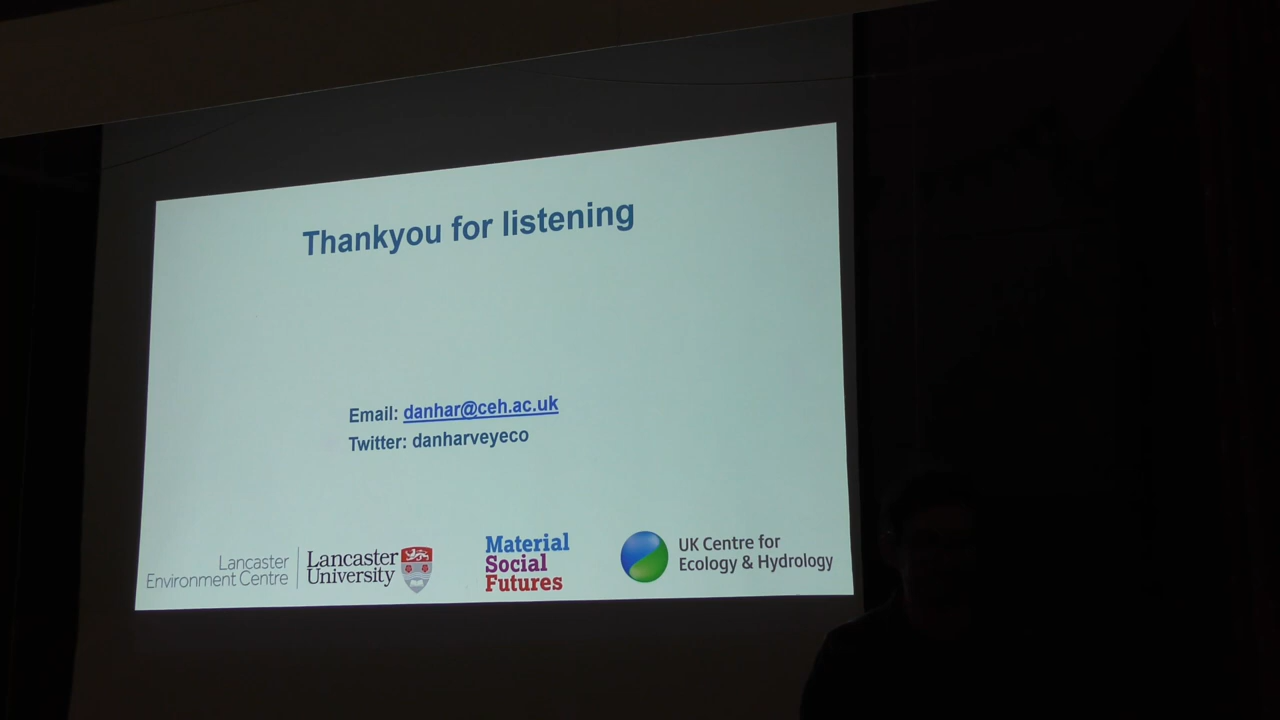 Thankyou for listening
Email: danhar@ceh.ac.uk
Twitter: danharveyeco
Lancaster
Environment Centre
Lancaster
University
Material
Social
Futures
UK Centre for
Ecology & Hydrology